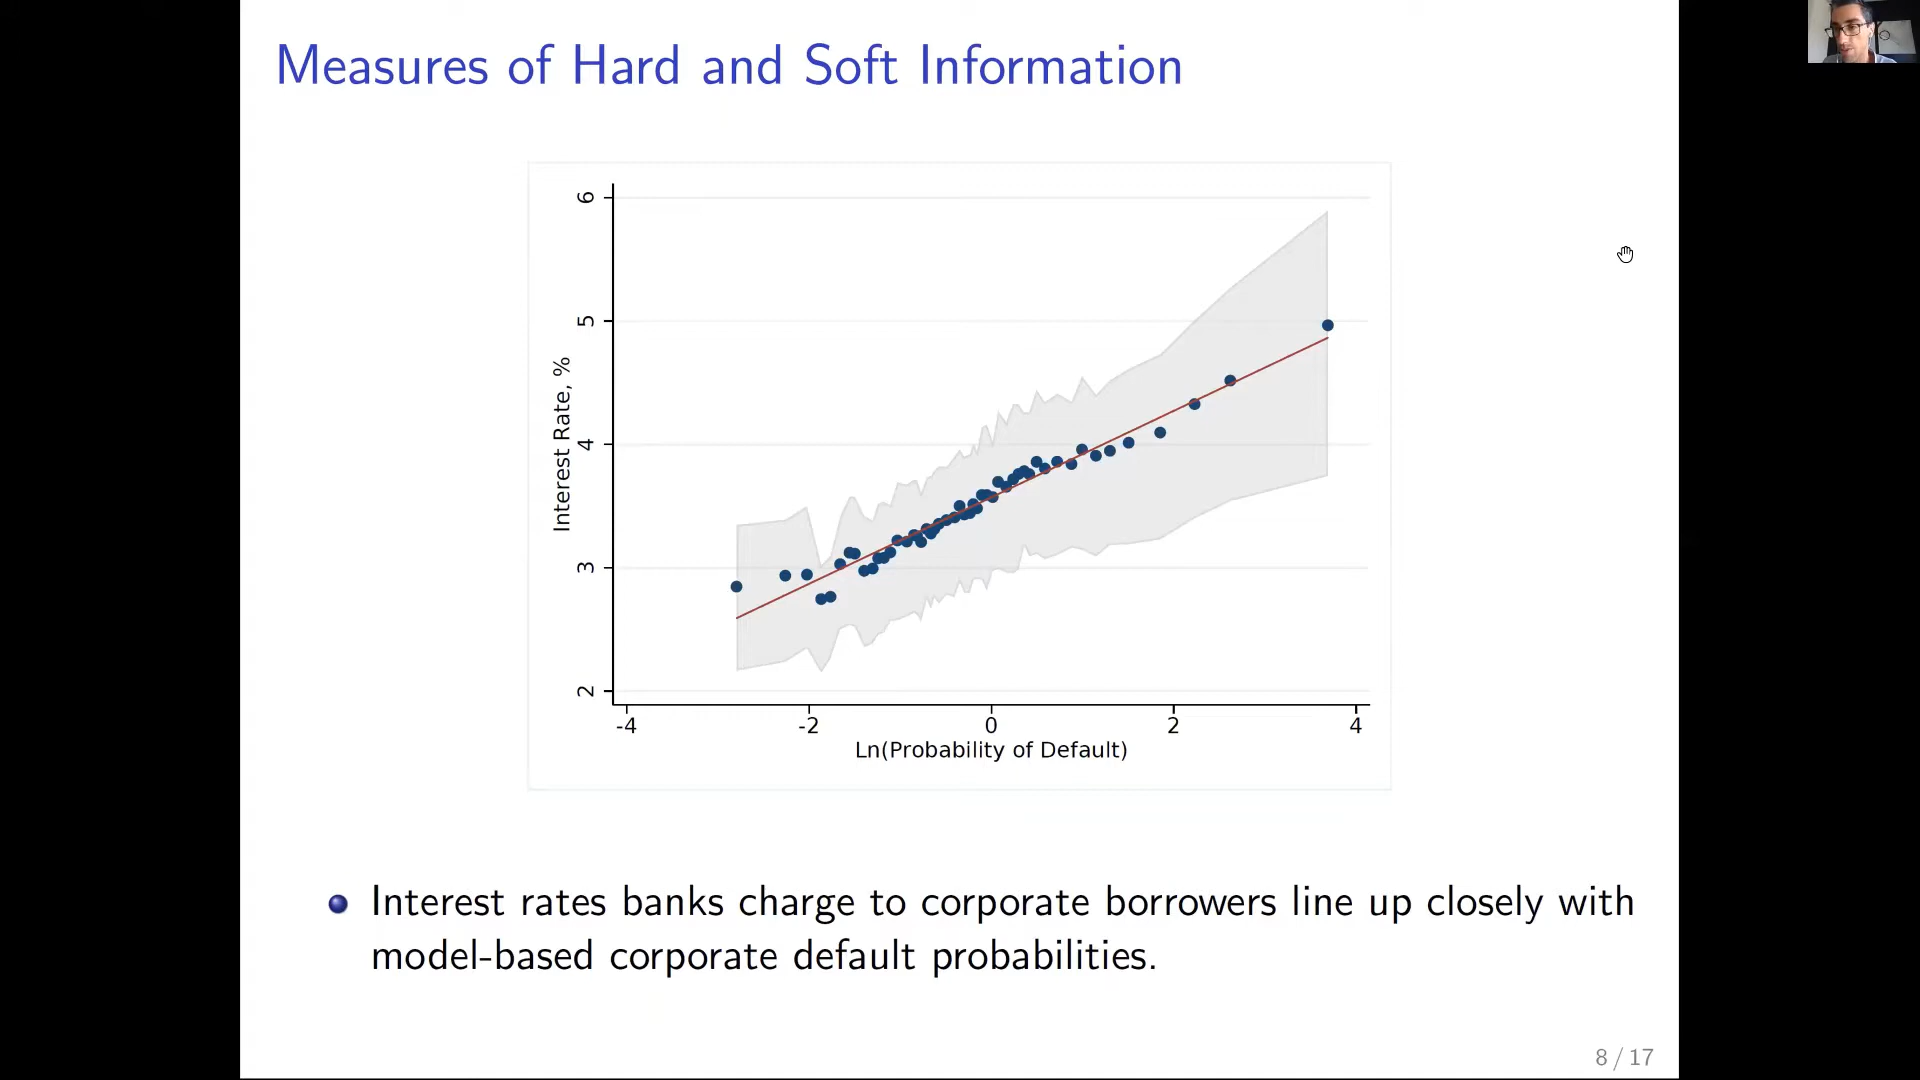 Measures of Hard and Soft Information
6
5
4
3
2
Interest Rate, %
-4 -2 0 2 4
Ln(Probability of Default)
Interest rates banks charge to corporate borrowers line up closely with
model-based corporate default probabilities.
8 / 17